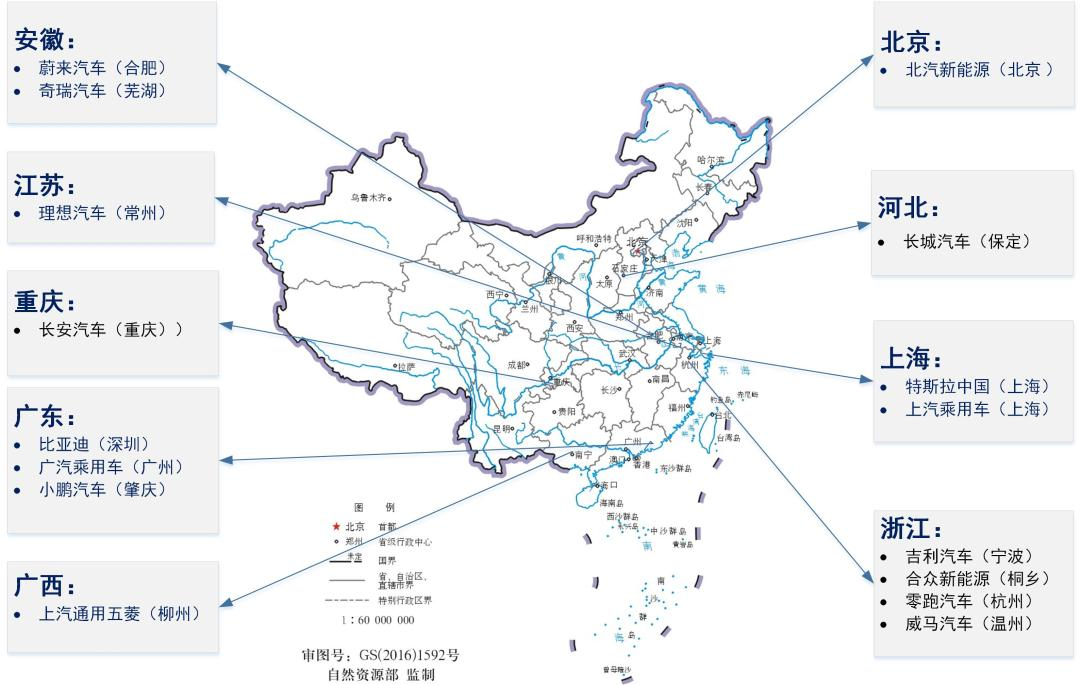 安徽：
• 蔚来汽车（合肥）
• 奇瑞汽车（芜湖）
江苏：
• 理想汽车（常州）
重庆：
• 长安汽车（重庆））
广东：
• 比亚迪（深圳）
• 广汽乘用车（广州）
• 小鹏汽车（肇庆）
广西：
• 上汽通用五菱（柳州）
哈尔滨
长春
乌鲁木齐
沈阳
呼和浩特
北京
天津
渤
海
石家庄
银川
黄
河
太原
黄 海
西宁
济南
兰州
郑州
西安
合肥
南京
上海
武汉
拉萨
成都
杭州
东 海
重庆
南昌
长沙
钓鱼岛
赤尾屿
贵阳
福州
台北
昆明
台湾岛
广州
南宁
澳门
香港
东沙群岛
海口
海南岛
西沙群岛
永兴岛
中沙群岛
黄岩岛
南
南
沙
群
岛
海
曾母暗沙
图 例
★ 北京 首都
郑州 省级行政中心
未定 国界
省、自治区、
直辖市界
特别行政区界
1：60 000 000
审图号：GS(2016)1592号
自然资源部 监制
北京：
• 北汽新能源（北京 ）
河北：
• 长城汽车（保定）
上海：
• 特斯拉中国（上海）
• 上汽乘用车（上海）
浙江：
• 吉利汽车（宁波）
• 合众新能源（桐乡）
• 零跑汽车（杭州）
• 威马汽车（温州）